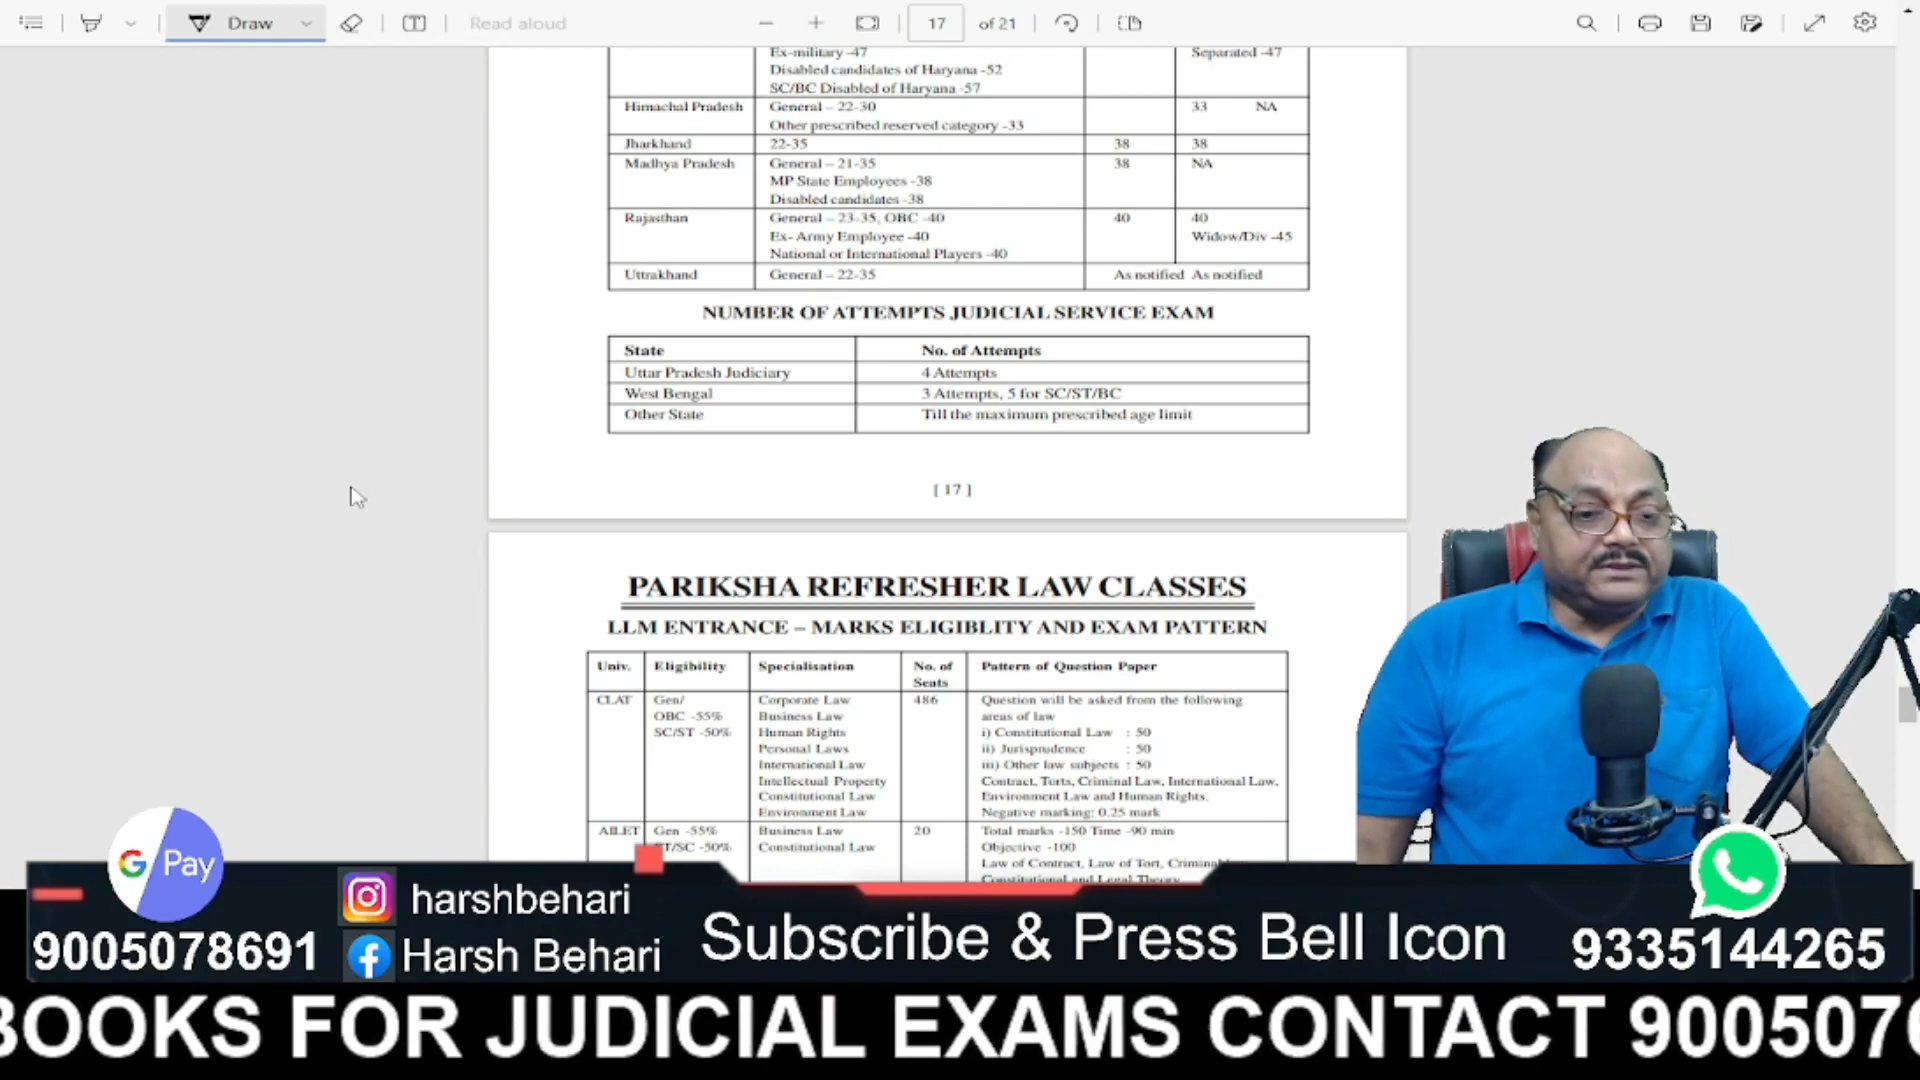 Draw
Read aloud
17 of 21
Ex-military -47 Separated -47
Disabled candidates of Haryana -52
SC/BC Disabled of Haryana -57
Himachal Pradesh General – 22-30 33 NA
Other prescribed reserved category -33
Jharkhand 22-35 38 38
Madhya Pradesh General – 21-35 38 NA
MP State Employees -38
Disabled candidates -38
Rajasthan General – 23-35, OBC -40 40 40
Ex- Army Employee -40 Widow/Div -45
National or International Players -40
Uttrakhand General – 22-35 As notified As notified
NUMBER OF ATTEMPTS JUDICIAL SERVICE EXAM
State No. of Attempts
Uttar Pradesh Judiciary 4 Attempts
West Bengal 3 Attempts, 5 for SC/ST/BC
Other State Till the maximum prescribed age limit
[ 17 ]
PARIKSHA REFRESHER LAW CLASSES
LLM ENTRANCE – MARKS ELIGIBLITY AND EXAM PATTERN
Univ. Eligibility Specialisation No. of Pattern of Question Paper
Seats
CLAT Gen/ Corporate Law 486 Question will be asked from the following
OBC -55% Business Law areas of law
SC/ST -50% Human Rights i) Constitutional Law : 50
Personal Laws ii) Jurisprudence : 50
International Law iii) Other law subjects : 50
Intellectual Property Contract, Torts, Criminal Law, International Law,
Constitutional Law Environment Law and Human Rights.
Environment Law Negative marking: 0.25 mark
AILET Gen -55% Business Law 20 Total marks -150 Time -90 min
ST/SC -50% Constitutional Law Objective -100
Law of Contract, Law of Tort, Criminal
Constitutional and Legal Theory
G Pay
9005078691
harshbehari
Harsh Behari
Subscribe & Press Bell Icon
9335144265
BOOKS FOR JUDICIAL EXAMS CONTACT 900507